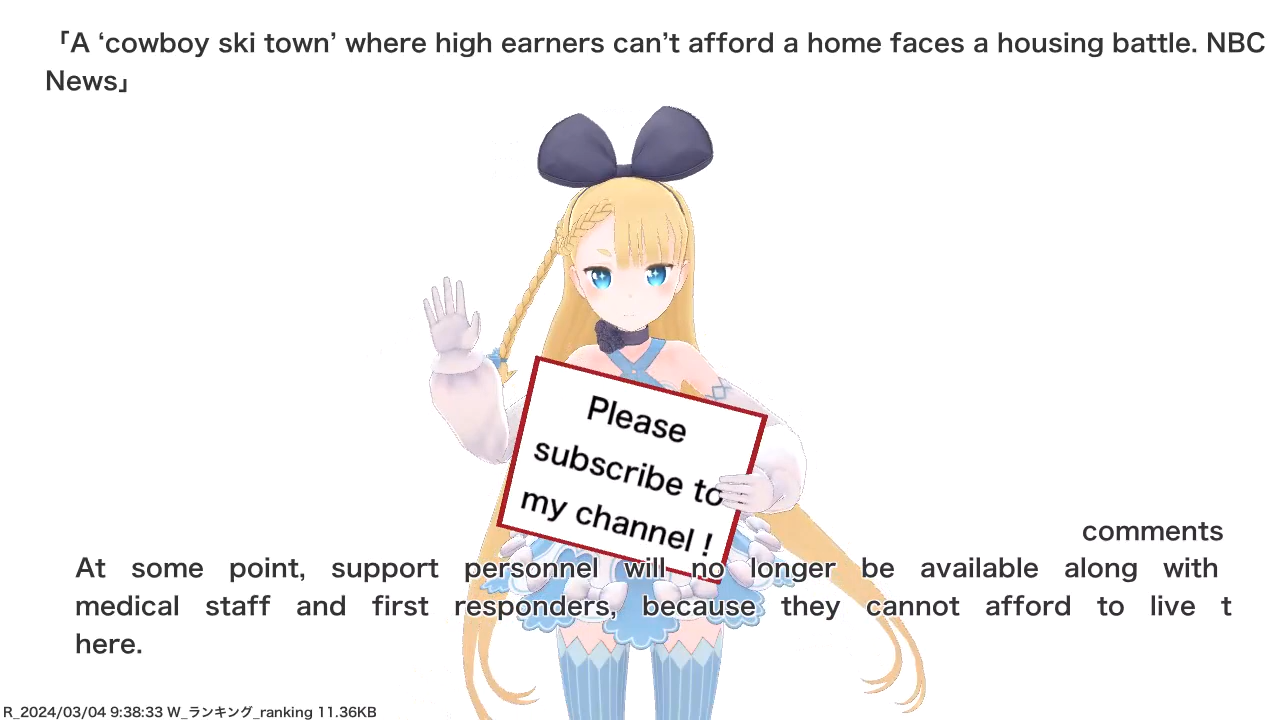 「A ‘cowboy ski town’ where high earners can’t afford a home faces a housing battle. NBC
News」
Please
subscribe to
my channel !
comments
At some point, support personnel will no longer be available along with
medical staff and first responders, because they cannot afford to live t
here.
R_2024/03/04 9:38:33 W_ランキング_ranking 11.36KB